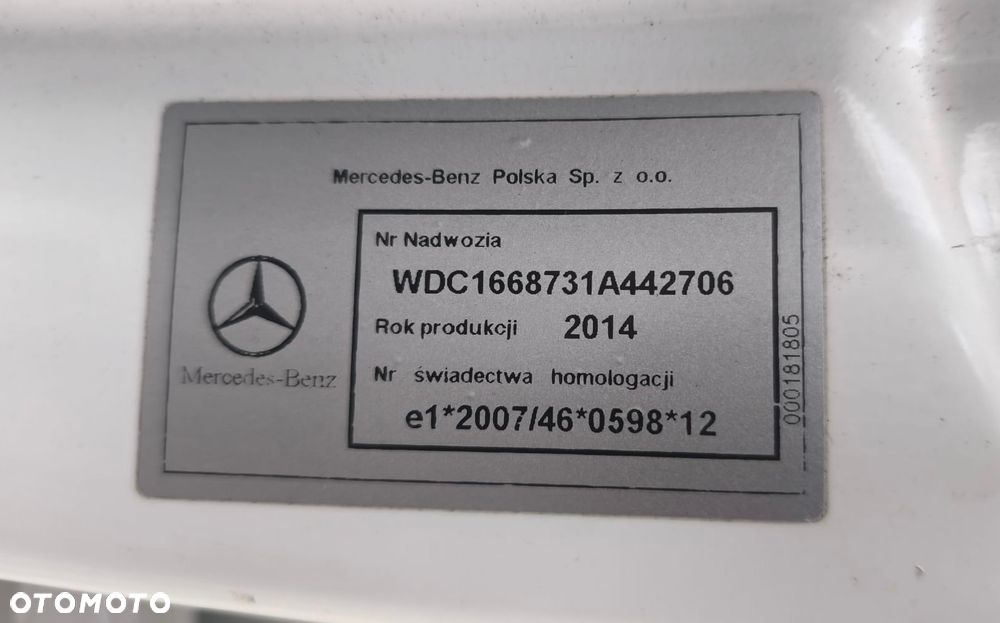 Mercedes-Benz Polska Sp. z o.o.
Nr Nadwozia
WDC1668731A442706
Rok produkcji 2014
Mercedes-Benz
Nr świadectwa homologacji
e1*2007/46*0598*12
000181805
OTOMOTO